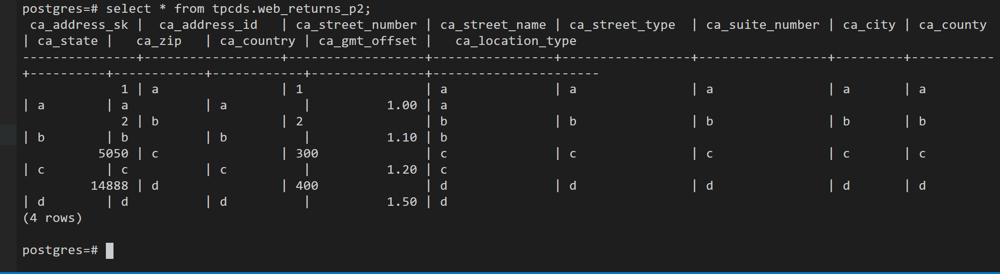 postgres=# select * from tpcds.web_returns_p2;
 ca_address_sk |  ca_address_id   | ca_street_number | ca_street_name | ca_street_type  | ca_suite_number | ca_city | ca_county
| ca_state |   ca_zip   | ca_country | ca_gmt_offset |   ca_location_type
---------------+------------------+------------------+----------------+-----------------+-----------------+---------+-----------
+----------+------------+------------+---------------+----------------------
             1 | a                | 1                | a              | a               | a               | a       | a
| a        | a          | a          |          1.00 | a
             2 | b                | 2                | b              | b               | b               | b       | b
| b        | b          | b          |          1.10 | b
          5050 | c                | 300              | c              | c               | c               | c       | c
| c        | c          | c          |          1.20 | c
         14888 | d                | 400              | d              | d               | d               | d       | d
| d        | d          | d          |          1.50 | d
(4 rows)
postgres=#